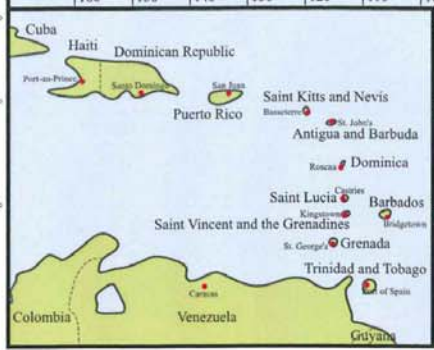 Cuba
Haiti
Dominican Republic
Port-au-Prince
Santo Domingo
San Juan
Puerto Rico
Saint Kitts and Nevis
Basseterre
St. John's
Antigua and Barbuda
Roseau
Dominica
Saint Lucia
Castries
Barbados
Kingstown
Bridgetown
Saint Vincent and the Grenadines
St. George's
Grenada
Trinidad and Tobago
Port of Spain
Caracas
Colombia
Venezuela
Guyana